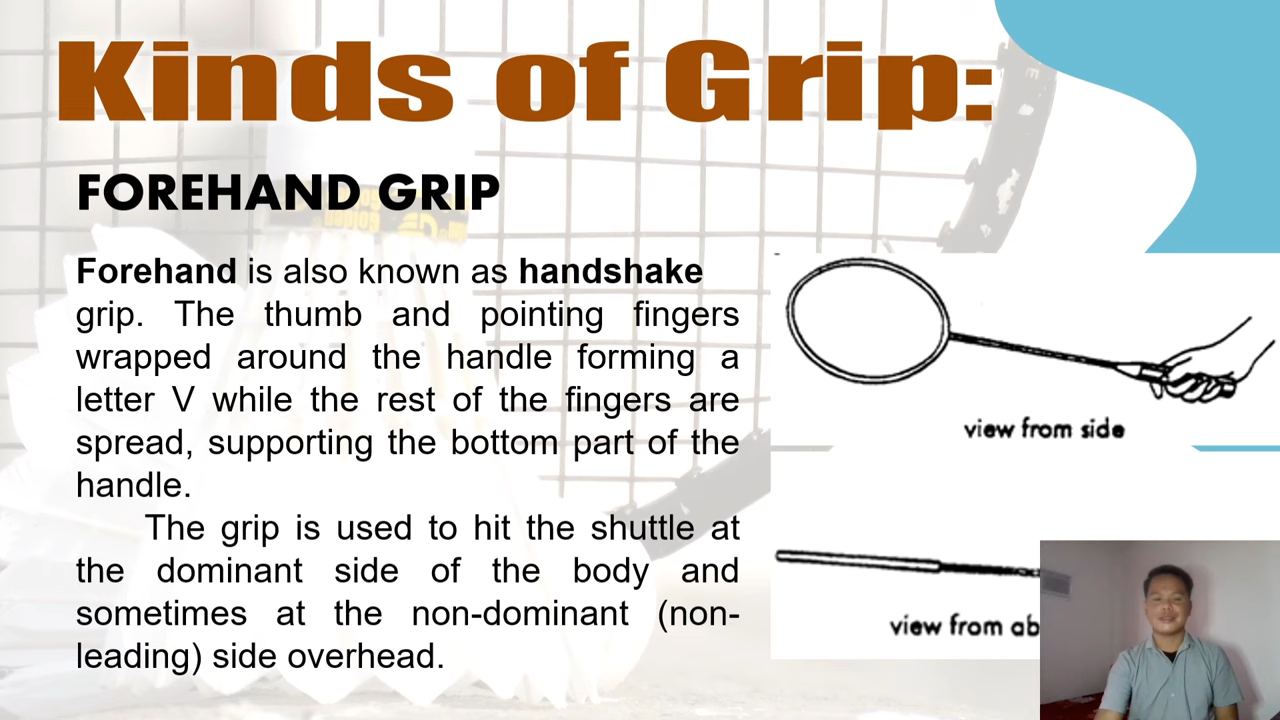 Kinds of Grip:
FOREHAND GRIP
Forehand is also known as handshake
grip. The thumb and pointing fingers
wrapped around the handle forming a
letter V while the rest of the fingers are
spread, supporting the bottom part of the
handle.
The grip is used to hit the shuttle at
the dominant side of the body and
sometimes at the non-dominant (non-
leading) side overhead.
view from side
view from ab